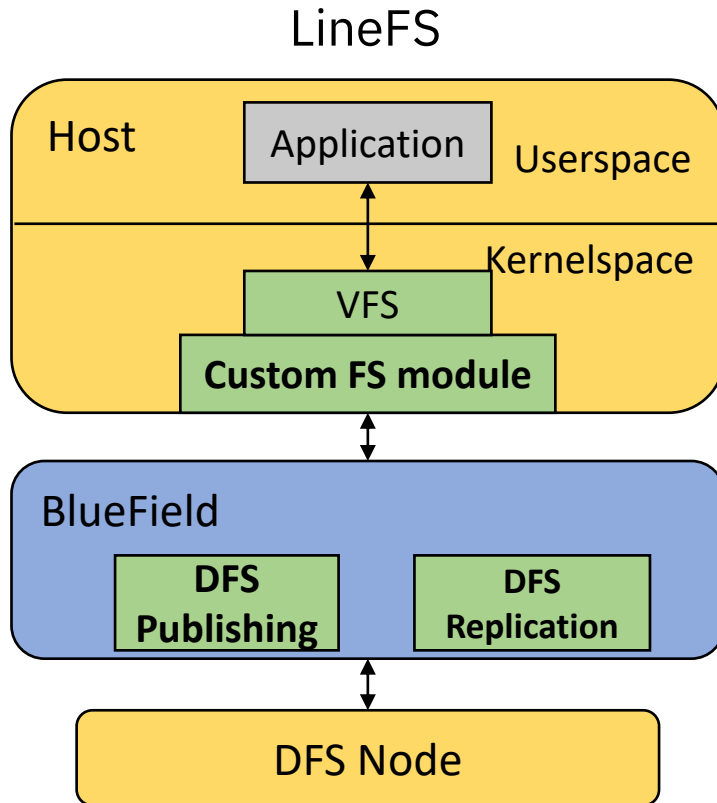 LineFS
Host
Application
Userspace
Kernelspace
VFS
Custom FS module
BlueField
DFS
Publishing
DFS
Replication
DFS Node